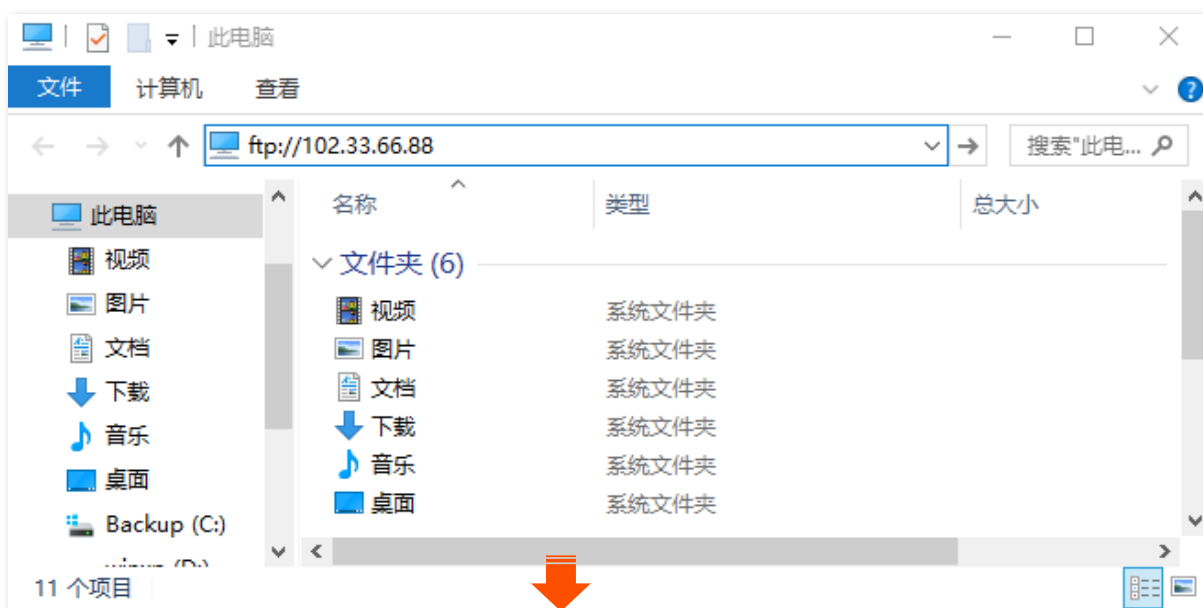 此电脑
文件 计算机 查看
ftp://102.33.66.88
搜索"此电...
此电脑
视频
图片
文档
下载
音乐
桌面
Backup (C:)
名称 类型 总大小
文件夹 (6)
视频 系统文件夹
图片 系统文件夹
文档 系统文件夹
下载 系统文件夹
音乐 系统文件夹
桌面 系统文件夹
11 个项目